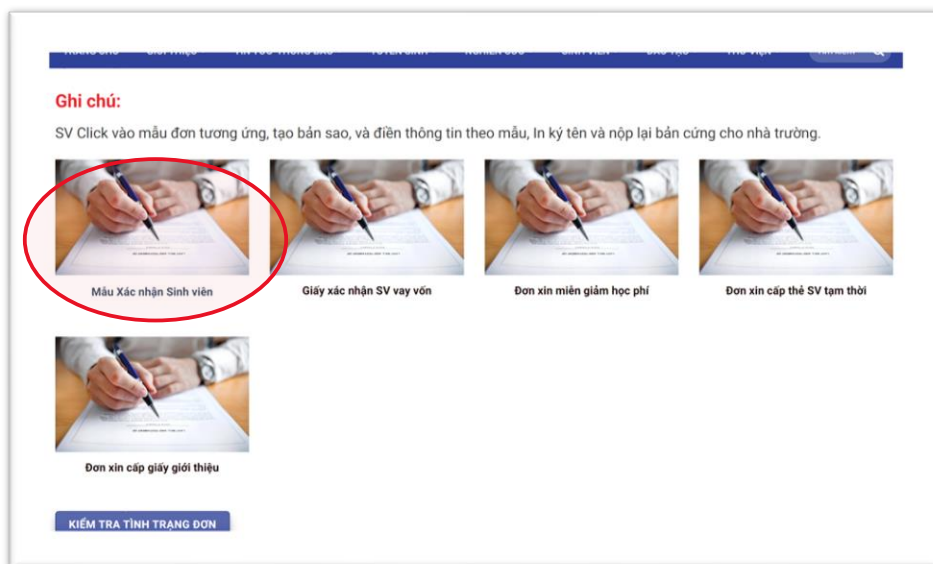 Ghi chú:
SV Click vào mẫu đơn tương ứng, tạo bản sao, và điền thông tin theo mẫu, In ký tên và nộp lại bản cứng cho nhà trường.
Mẫu Xác nhận Sinh viên
Giấy xác nhận SV vay vốn
Đơn xin miễn giảm học phí
Đơn xin cấp thẻ SV tạm thời
Đơn xin cấp giấy giới thiệu
KIỂM TRA TÌNH TRẠNG ĐƠN